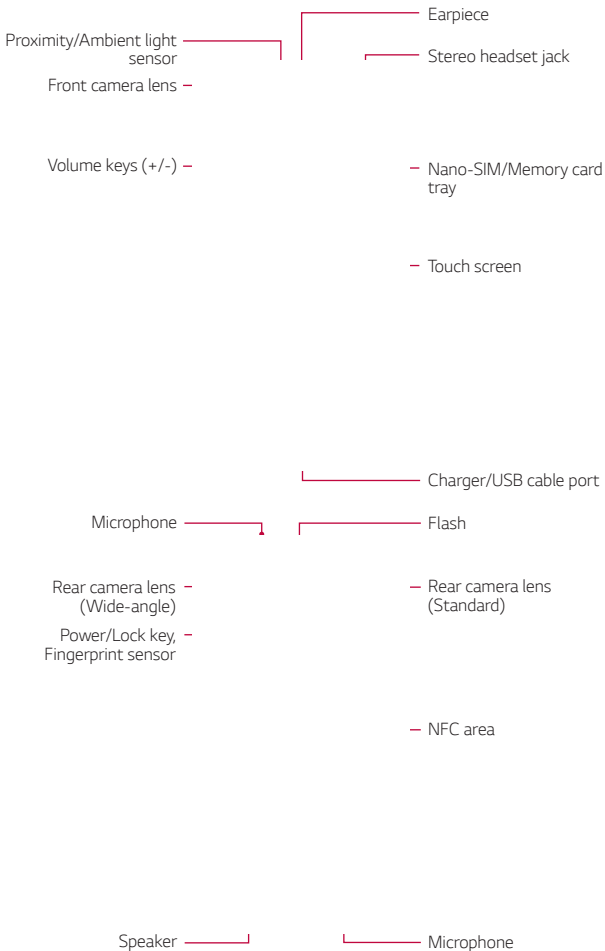 Earpiece
Proximity/Ambient light
sensor
Stereo headset jack
Front camera lens
Volume keys (+/-)
Nano-SIM/Memory card
tray
Touch screen
Charger/USB cable port
Microphone
Flash
Rear camera lens
(Wide-angle)
Rear camera lens
(Standard)
Power/Lock key,
Fingerprint sensor
NFC area
Speaker
Microphone